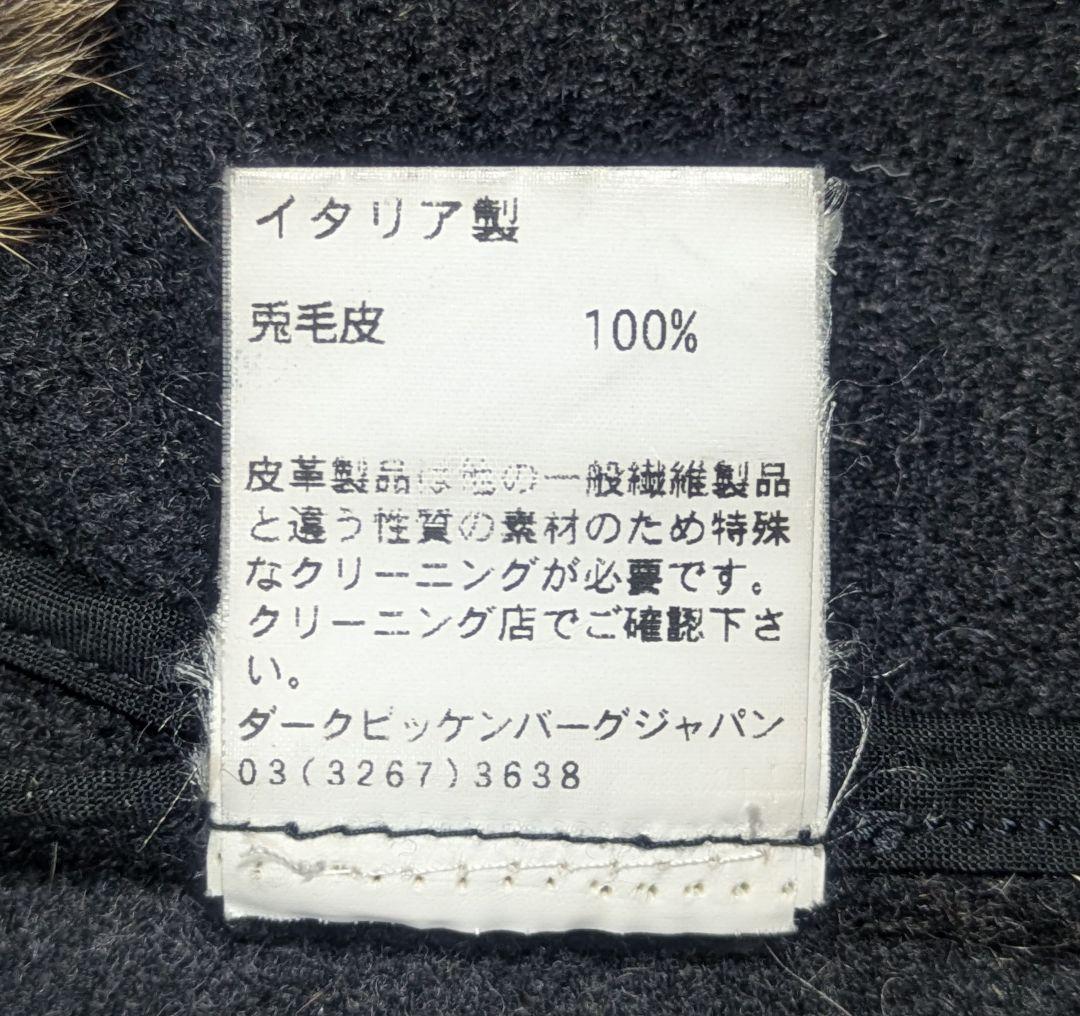 イタリア製
兎毛皮 100%
皮革製品は他の一般繊維製品
と違う性質の素材のため特殊
なクリーニングが必要です。
クリーニング店でご確認下さ
い。
ダークビッケンバーグジャパン
03(3267)3638